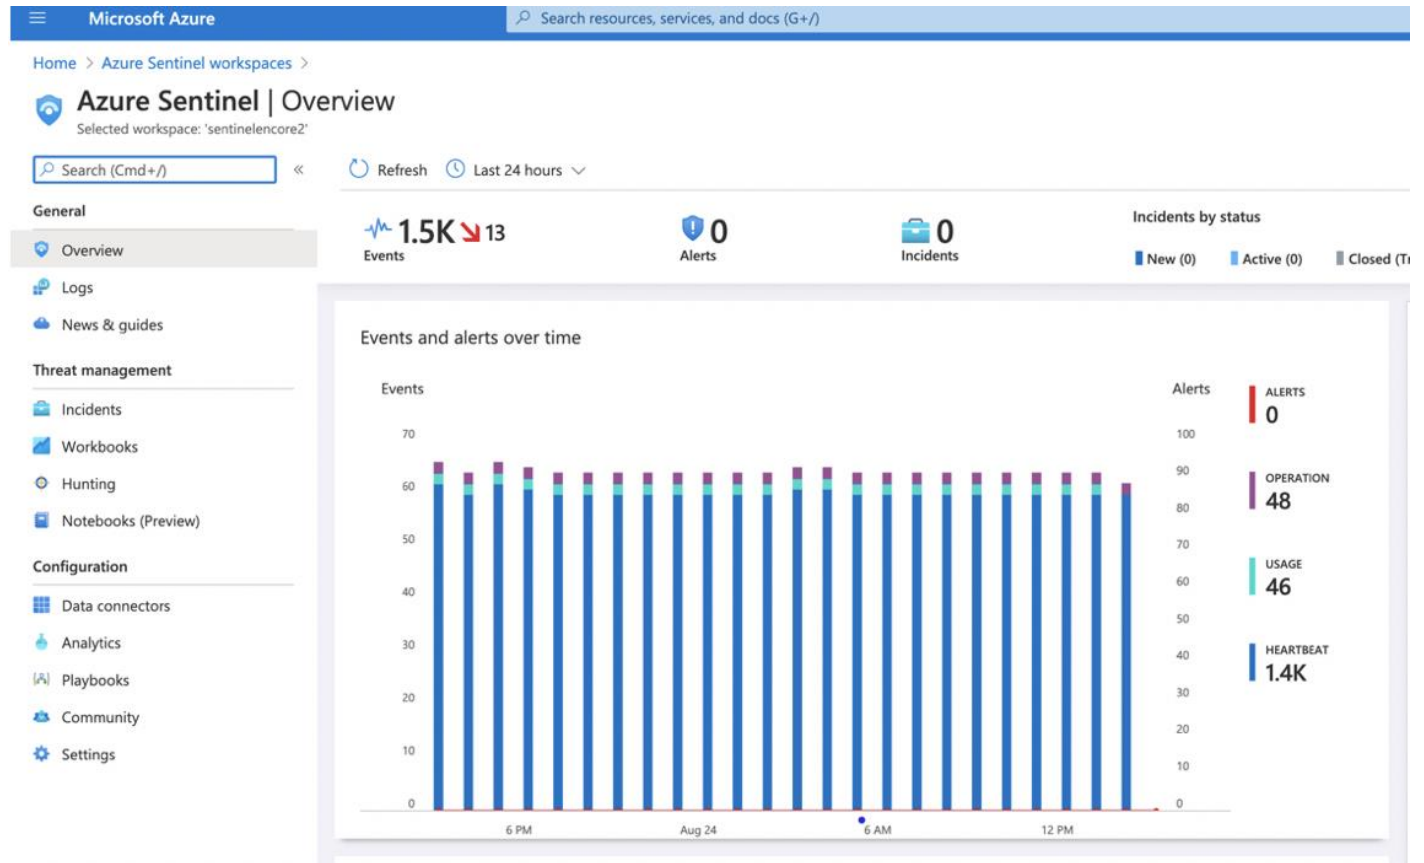 Microsoft Azure
Search resources, services, and docs (G+/)
Home > Azure Sentinel workspaces >
Azure Sentinel | Overview
Selected workspace: 'sentinelencore2'
Search (Cmd+/)
«
Refresh
Last 24 hours
General
Overview
Logs
News & guides
Threat management
Incidents
Workbooks
Hunting
Notebooks (Preview)
Configuration
Data connectors
Analytics
Playbooks
Community
Settings
1.5K 13
Events
0
Alerts
0
Incidents
Incidents by status
New (0)
Active (0)
Closed (Tr
Events and alerts over time
Events
70
60
50
40
30
20
10
0
6 PM
Aug 24
6 AM
12 PM
Alerts
100
90
80
70
60
50
40
30
20
10
0
ALERTS
0
OPERATION
48
USAGE
46
HEARTBEAT
1.4K